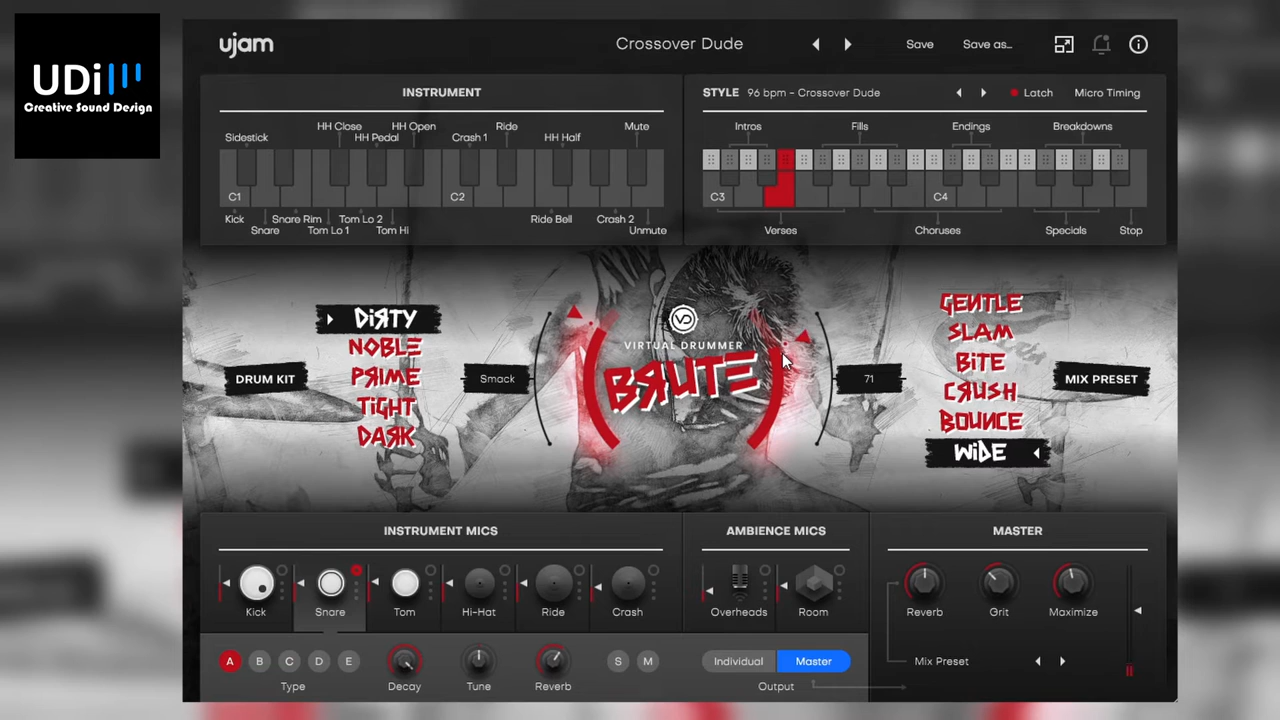 UDi
Creative Sound Design
ujam
Crossover Dude
Save
Save as...
INSTRUMENT
Sidestick
HH Close
HH Pedal
HH Open
Crash 1
Ride
HH Half
Mute
C1
C2
Kick
Snare
Snare Rim
Tom Lo 1
Tom Lo 2
Tom Hi
Ride Bell
Crash 2
Unmute
STYLE 96 bpm - Crossover Dude
Latch
Micro Timing
Intros
Fills
Endings
Breakdowns
C3
C4
Verses
Choruses
Specials
Stop
DRUM KIT
DIRTY
NOBLE
PRIME
TIGHT
DARK
Smack
VD
VIRTUAL DRUMMER
BRUTE
71
GENTLE
SLAM
BITE
CRUSH
BOUNCE
WIDE
MIX PRESET
INSTRUMENT MICS
Kick
Snare
Tom
Hi-Hat
Ride
Crash
A B C D E
Type
Decay
Tune
Reverb
S M
AMBIENCE MICS
Overheads
Room
Individual
Master
Output
MASTER
Reverb
Grit
Maximize
Mix Preset